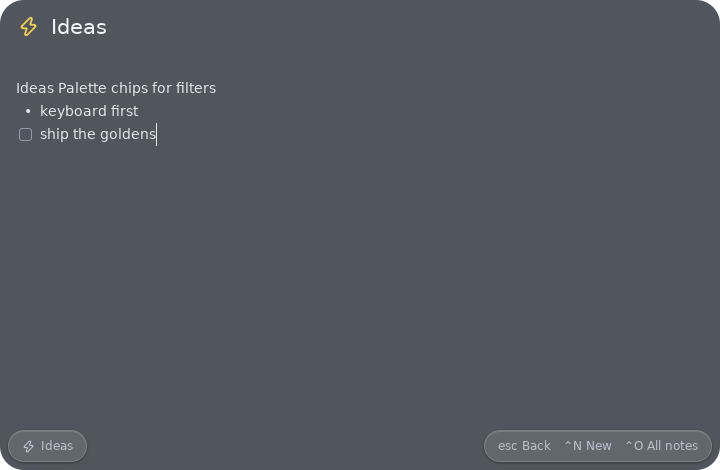 Ideas
Ideas Palette chips for filters
• keyboard first
ship the goldens
Ideas
esc Back ^N New ^O All notes